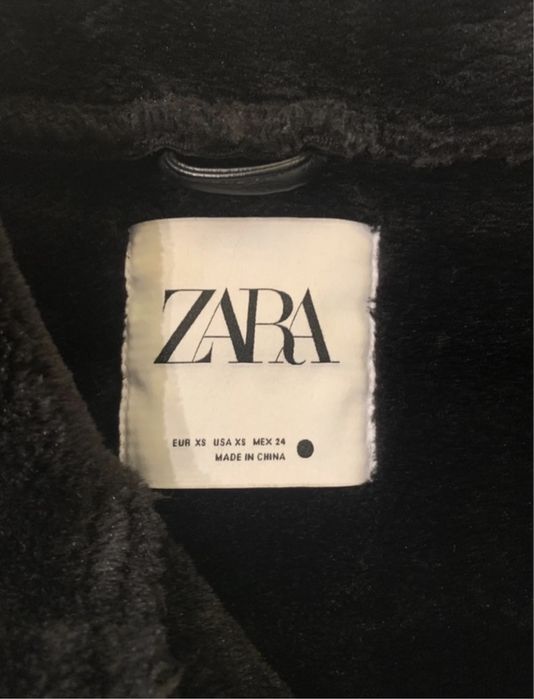 ZARA
EUR XS USA XS MEX 24
MADE IN CHINA